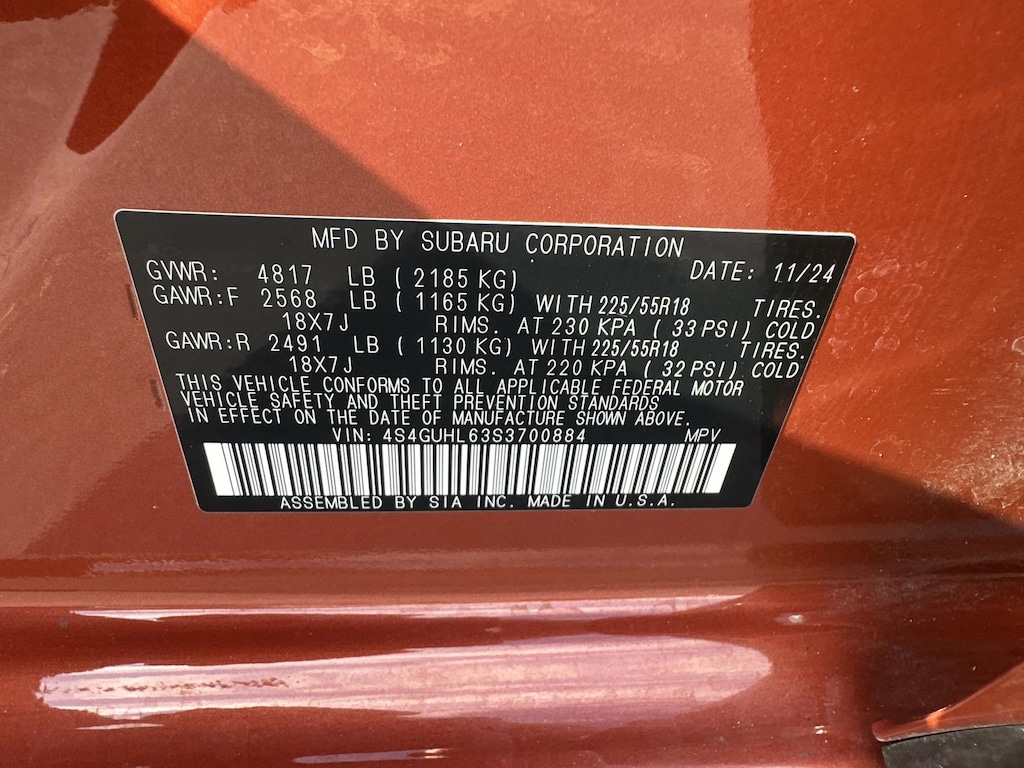 MFD BY SUBARU CORPORATION
GVWR: 4817 LB ( 2185 KG) DATE: 11/24
GAWR:F 2568 LB ( 1165 KG) WITH 225/55R18 TIRES.
18X7J RIMS. AT 230 KPA ( 33 PSI) COLD
GAWR:R 2491 LB ( 1130 KG) WITH 225/55R18 TIRES.
18X7J RIMS. AT 220 KPA ( 32 PSI) COLD
THIS VEHICLE CONFORMS TO ALL APPLICABLE FEDERAL MOTOR
VEHICLE SAFETY AND THEFT PREVENTION STANDARDS
IN EFFECT ON THE DATE OF MANUFACTURE SHOWN ABOVE.
VIN: 4S4GUHL63S3700884 MPV
ASSEMBLED BY SIA INC. MADE IN U.S.A.